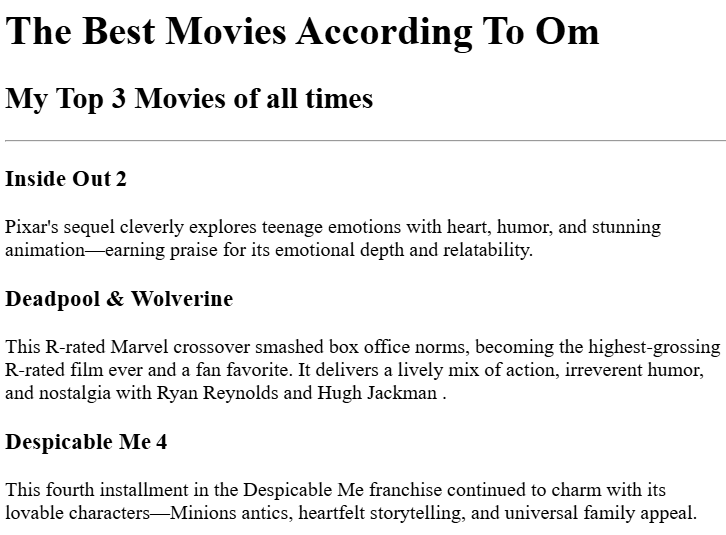 The Best Movies According To Om
My Top 3 Movies of all times
Inside Out 2
Pixar's sequel cleverly explores teenage emotions with heart, humor, and stunning
animation—earning praise for its emotional depth and relatability.
Deadpool & Wolverine
This R-rated Marvel crossover smashed box office norms, becoming the highest-grossing
R-rated film ever and a fan favorite. It delivers a lively mix of action, irreverent humor,
and nostalgia with Ryan Reynolds and Hugh Jackman .
Despicable Me 4
This fourth installment in the Despicable Me franchise continued to charm with its
lovable characters—Minions antics, heartfelt storytelling, and universal family appeal.